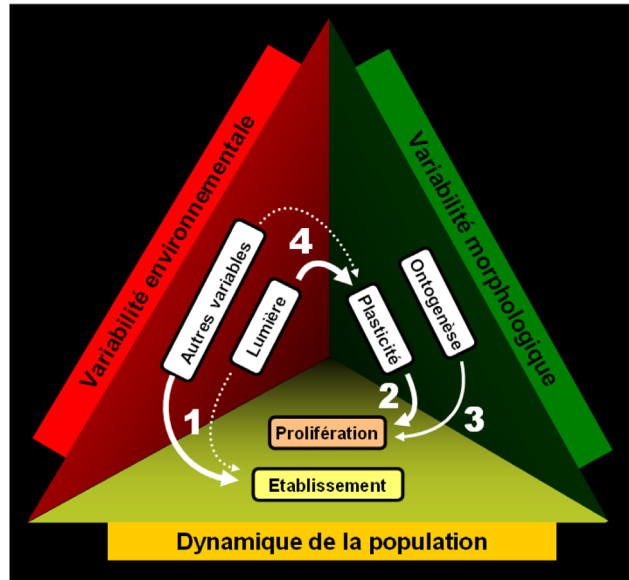 Variabilité environnementale
Variabilité morphologique
Autres variables
Lumière
4
Plasticité
Ontogenèse
1
2
3
Prolifération
Etablissement
Dynamique de la population